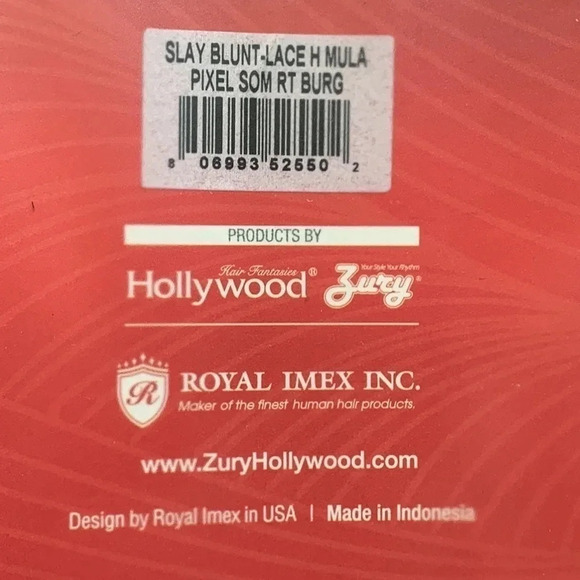 SLAY BLUNT-LACE H MULA
PIXEL SOM RT BURG
8 06993 52550 2
PRODUCTS BY
Hair Fantasies
Hollywood®
Your Style Your Rhythm
Zury®
R
ROYAL IMEX INC.
Maker of the finest human hair products.
www.ZuryHollywood.com
Design by Royal Imex in USA | Made in Indonesia